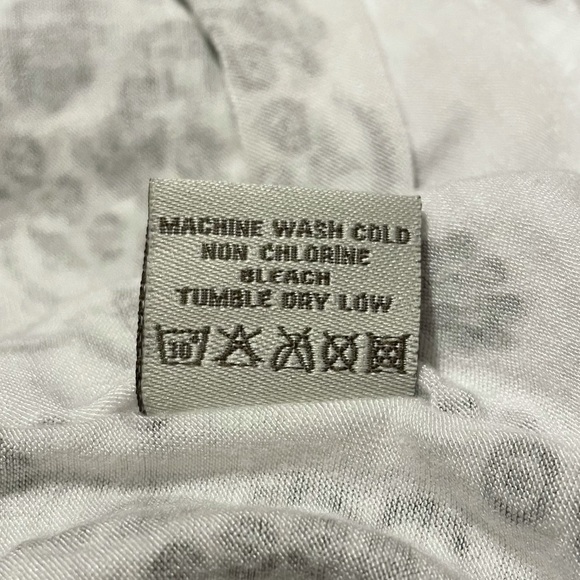 MACHINE WASH COLD
NON CHLORINE
BLEACH
TUMBLE DRY LOW
30°